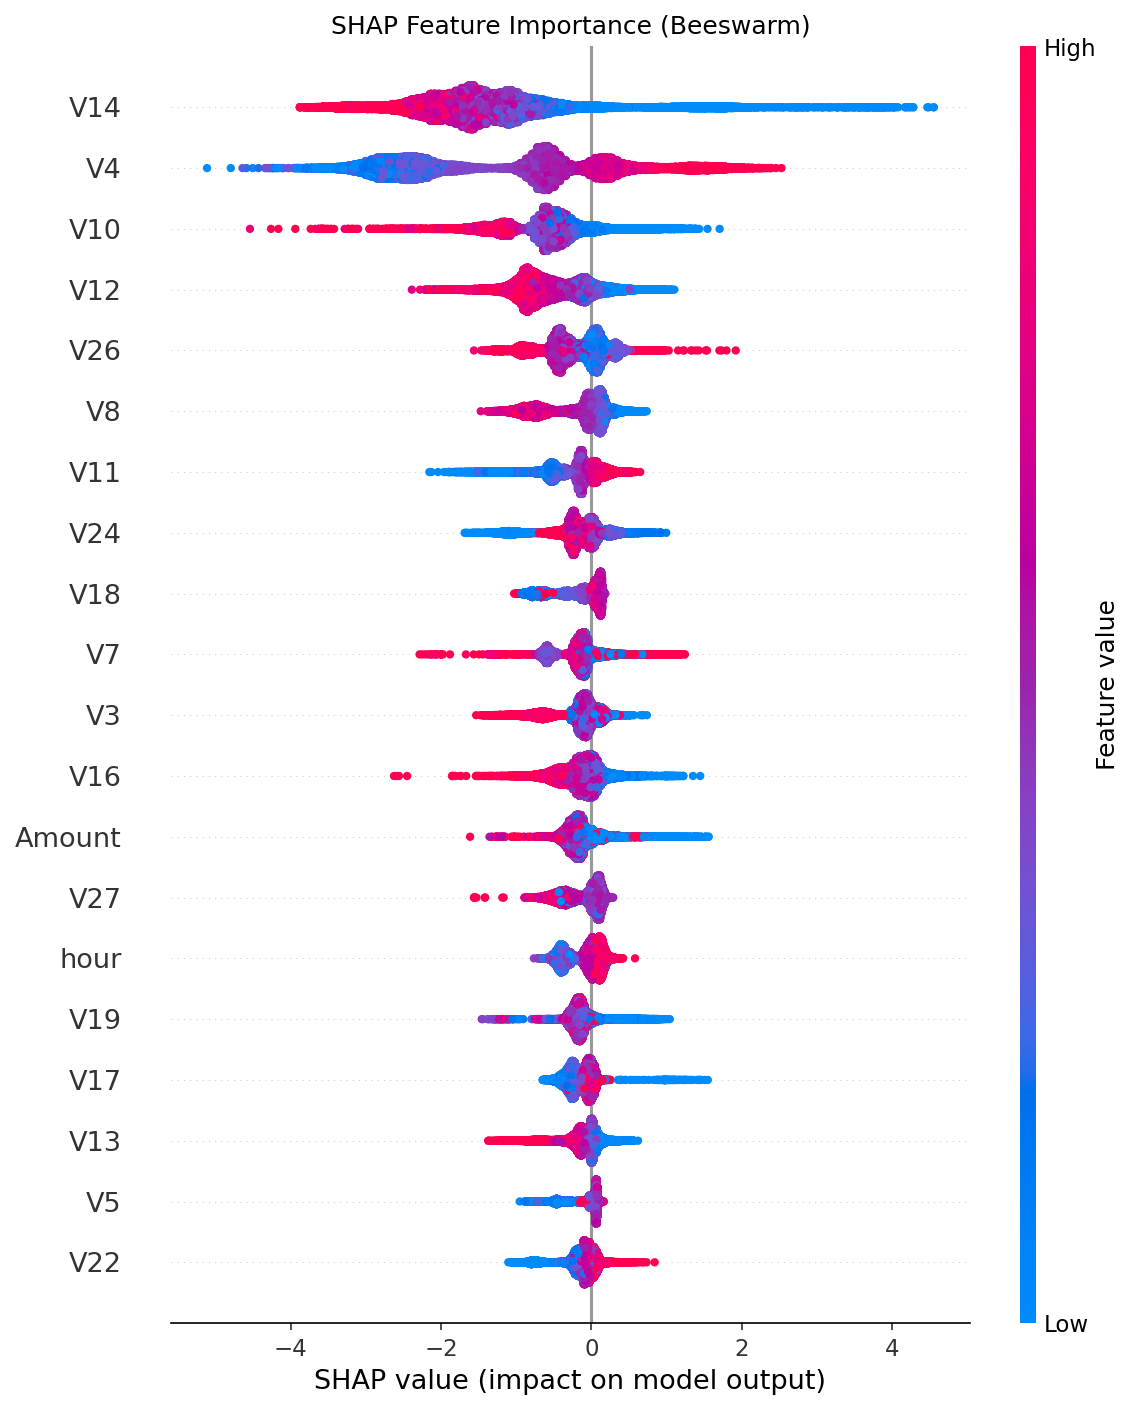 SHAP Feature Importance (Beeswarm)
High
V14
V4
V10
V12
V26
V8
V11
V24
V18
V7
V3
V16
Amount
V27
hour
V19
V17
V13
V5
V22
Feature value
Low
−4
−2
0
2
4
SHAP value (impact on model output)